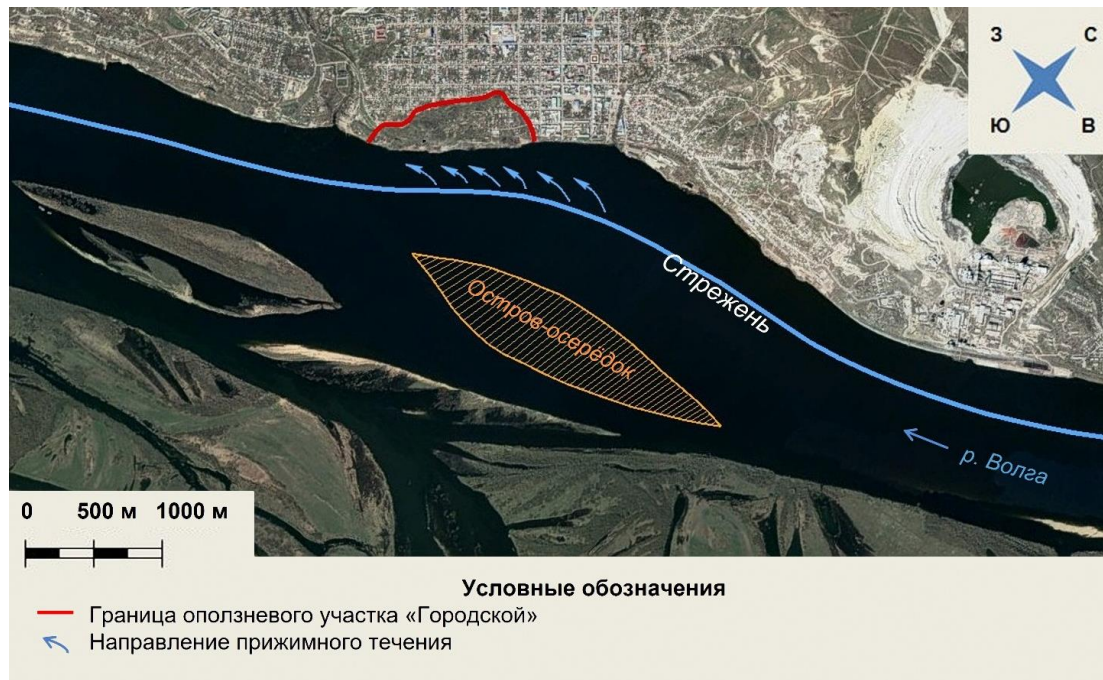 З С
Ю В
Стрежень
Остров-осерёдок
р. Волга
0 500 м 1000 м
Условные обозначения
Граница оползневого участка «Городской»
Направление прижимного течения